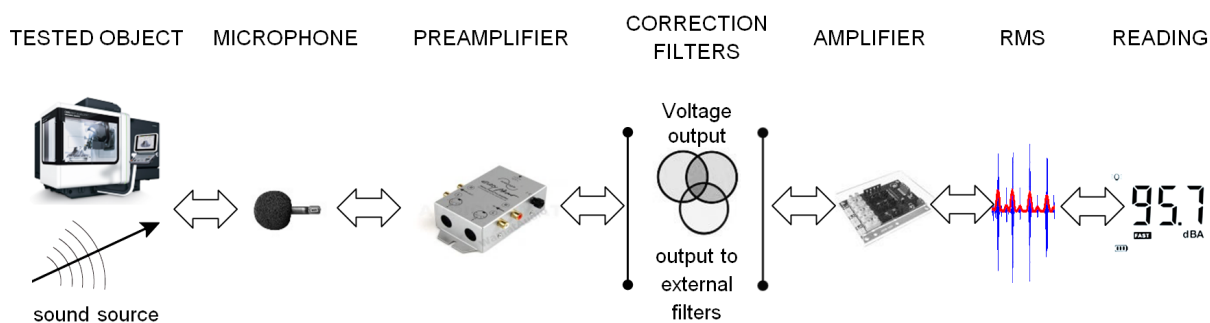 TESTED OBJECT
MICROPHONE
PREAMPLIFIER
CORRECTION
FILTERS
AMPLIFIER
RMS
READING
Voltage
output
output to
external
filters
sound source
95.7
FAST
dBA